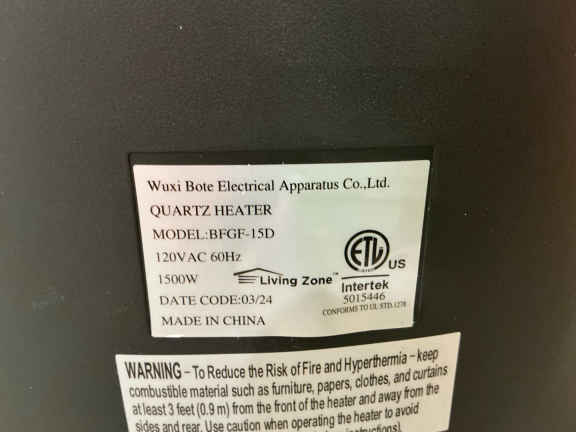 Wuxi Bote Electrical Apparatus Co.,Ltd.
QUARTZ HEATER
MODEL:BFGF-15D
120VAC 60Hz
1500W
Living Zone™
DATE CODE:03/24
MADE IN CHINA
ETL
US
Intertek
5015446
CONFORMS TO UL STD.1278
WARNING – To Reduce the Risk of Fire and Hyperthermia – keep
combustible material such as furniture, papers, clothes, and curtains
at least 3 feet (0.9 m) from the front of the heater and away from the
sides and rear. Use caution when operating the heater to avoid
instructions).